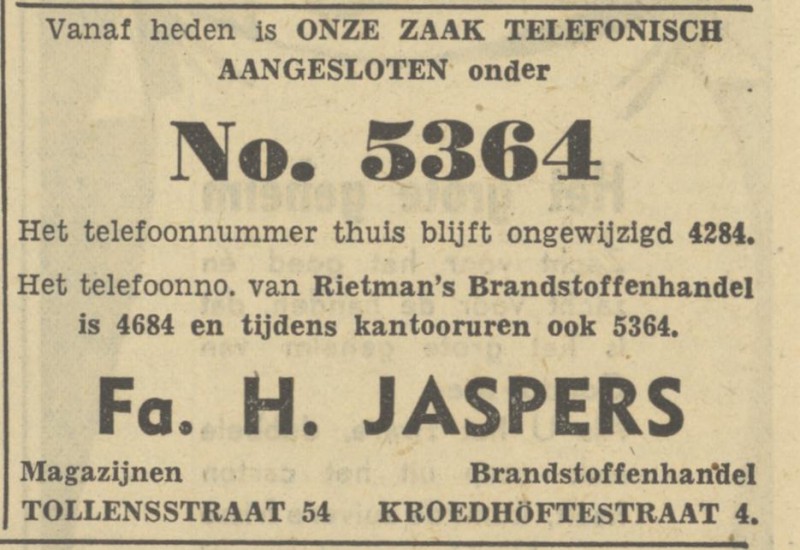 Vanaf heden is ONZE ZAAK TELEFONISCH
AANGESLOTEN onder
No. 5364
Het telefoonnummer thuis blijft ongewijzigd 4284.
Het telefoonno. van Rietman's Brandstoffenhandel
is 4684 en tijdens kantooruren ook 5364.
Fa. H. JASPERS
Magazijnen Brandstoffenhandel
TOLLENSSTRAAT 54 KROEDHÖFTESTRAAT 4.